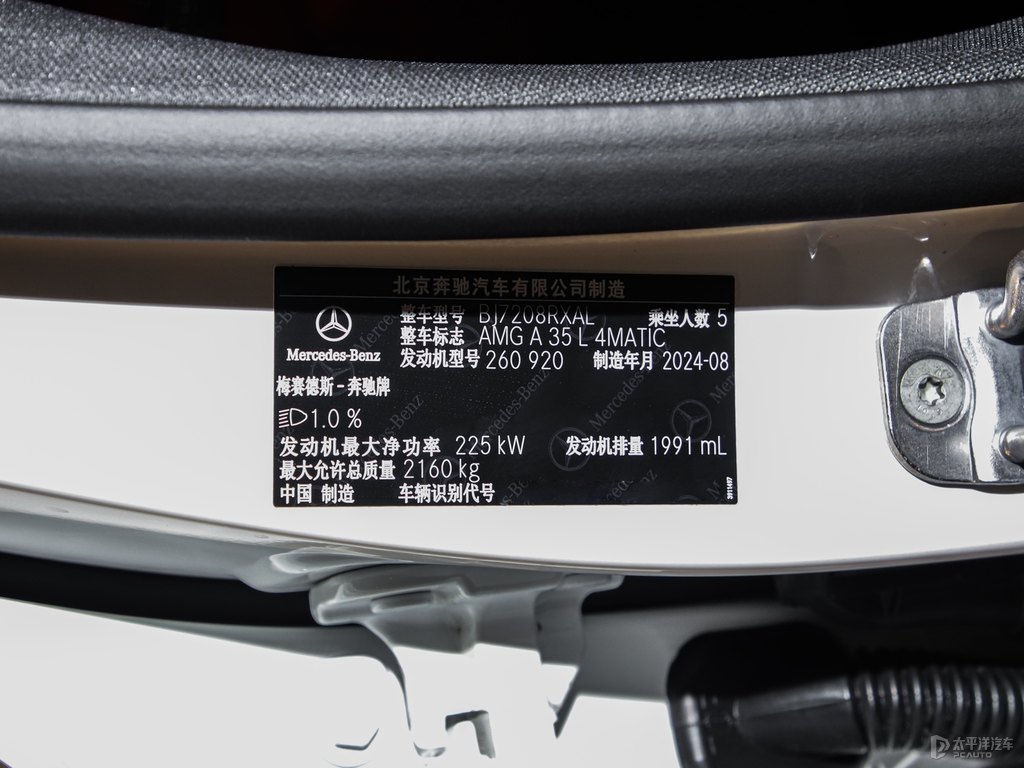 北京奔驰汽车有限公司制造
整车型号 BJ7208RXAL 乘坐人数 5
整车标志 AMG A 35 L 4MATIC
Mercedes-Benz
发动机型号 260 920 制造年月 2024-08
梅赛德斯-奔驰牌
1.0 %
发动机最大净功率 225 kW 发动机排量 1991 mL
最大允许总质量 2160 kg
中国 制造 车辆识别代号
3911497
太平洋汽车
PCAUTO